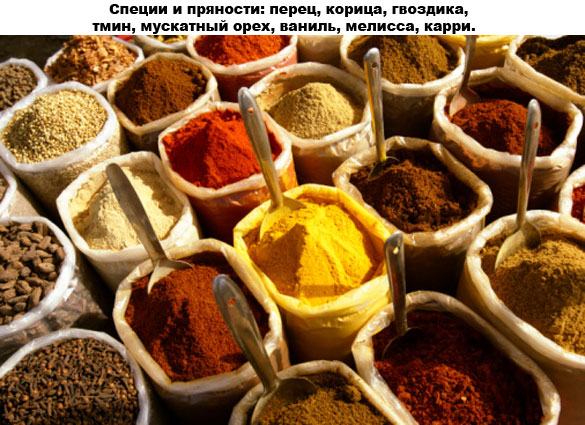 Специи и пряности: перец, корица, гвоздика,
тмин, мускатный орех, ваниль, мелисса, карри.